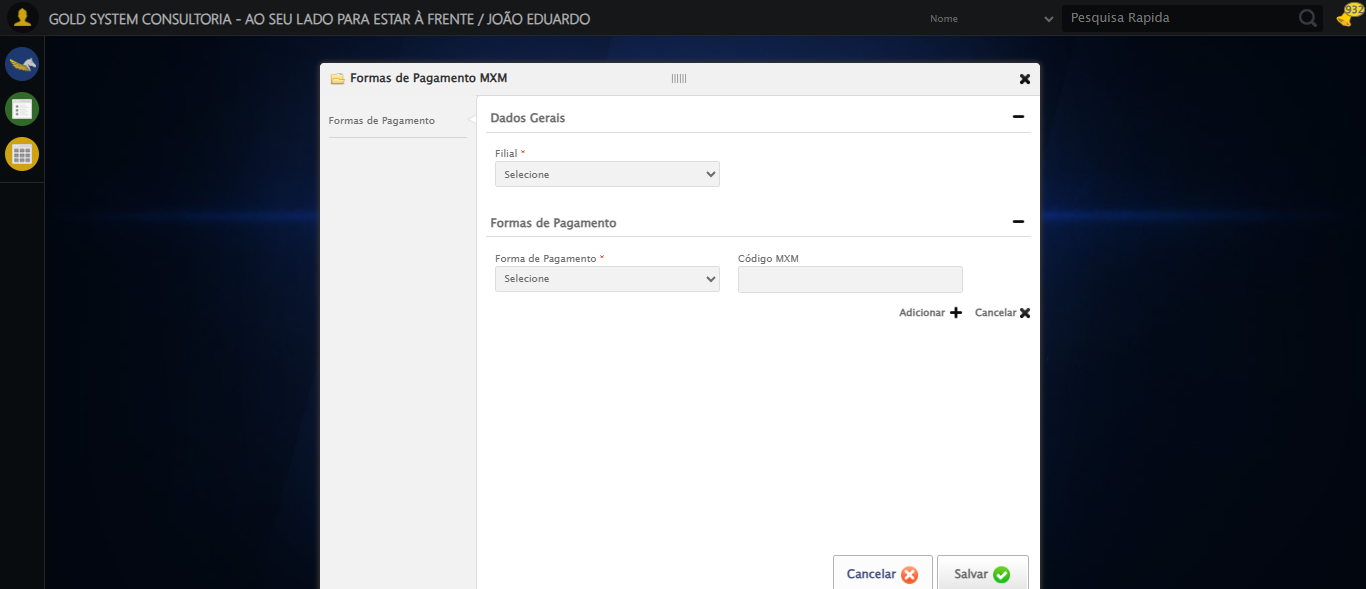 GOLD SYSTEM CONSULTORIA - AO SEU LADO PARA ESTAR À FRENTE / JOÃO EDUARDO
Nome
Pesquisa Rapida
932
Formas de Pagamento MXM
Formas de Pagamento
Dados Gerais
Filial *
Selecione
Formas de Pagamento
Forma de Pagamento * Código MXM
Selecione
Adicionar Cancelar
Cancelar Salvar